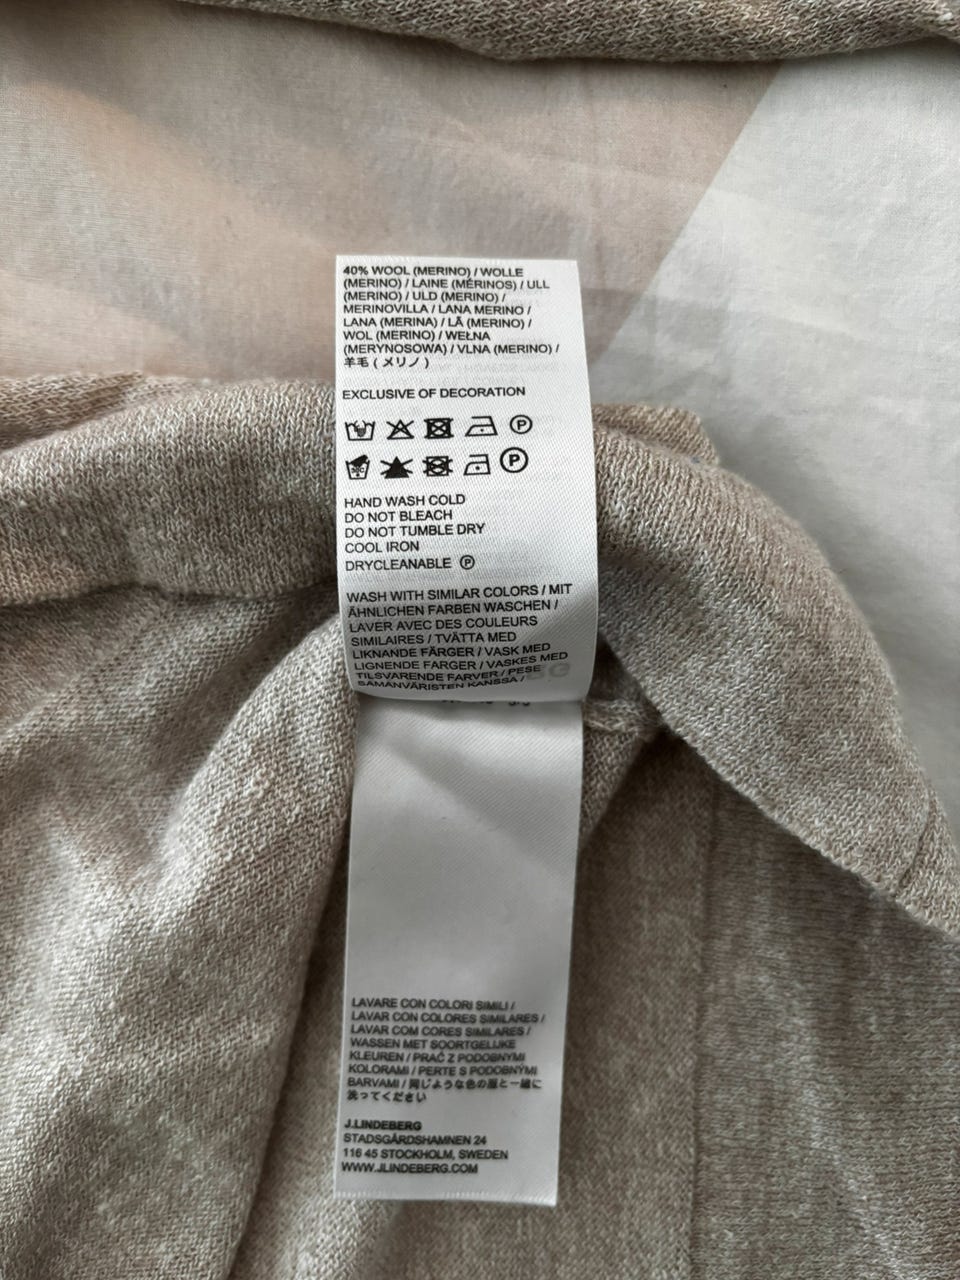 40% WOOL (MERINO) / WOLLE
(MERINO) / LAINE (MÉRINOS) / ULL
(MERINO) / ULD (MERINO) /
MERINOVILLA / LANA MERINO /
LANA (MERINA) / LÃ (MERINO) /
WOL (MERINO) / WEŁNA
(MERYNOSOWA) / VLNA (MERINO) /
羊毛 ( メリノ )
EXCLUSIVE OF DECORATION
P
P
HAND WASH COLD
DO NOT BLEACH
DO NOT TUMBLE DRY
COOL IRON
DRYCLEANABLE Ⓟ
WASH WITH SIMILAR COLORS / MIT
ÄHNLICHEN FARBEN WASCHEN /
LAVER AVEC DES COULEURS
SIMILAIRES / TVÄTTA MED
LIKNANDE FÄRGER / VASK MED
LIGNENDE FARGER / VASKES MED
TILSVARENDE FARVER / PESE
SAMANVÄRISTEN KANSSA /
LAVARE CON COLORI SIMILI /
LAVAR CON COLORES SIMILARES /
LAVAR COM CORES SIMILARES /
WASSEN MET SOORTGELIJKE
KLEUREN / PRAĆ Z PODOBNYMI
KOLORAMI / PERTE S PODOBNÝMI
BARVAMI / 同じような色の服と一緒に
洗ってください
J.LINDEBERG
STADSGÅRDSHAMNEN 24
116 45 STOCKHOLM, SWEDEN
WWW.JLINDEBERG.COM